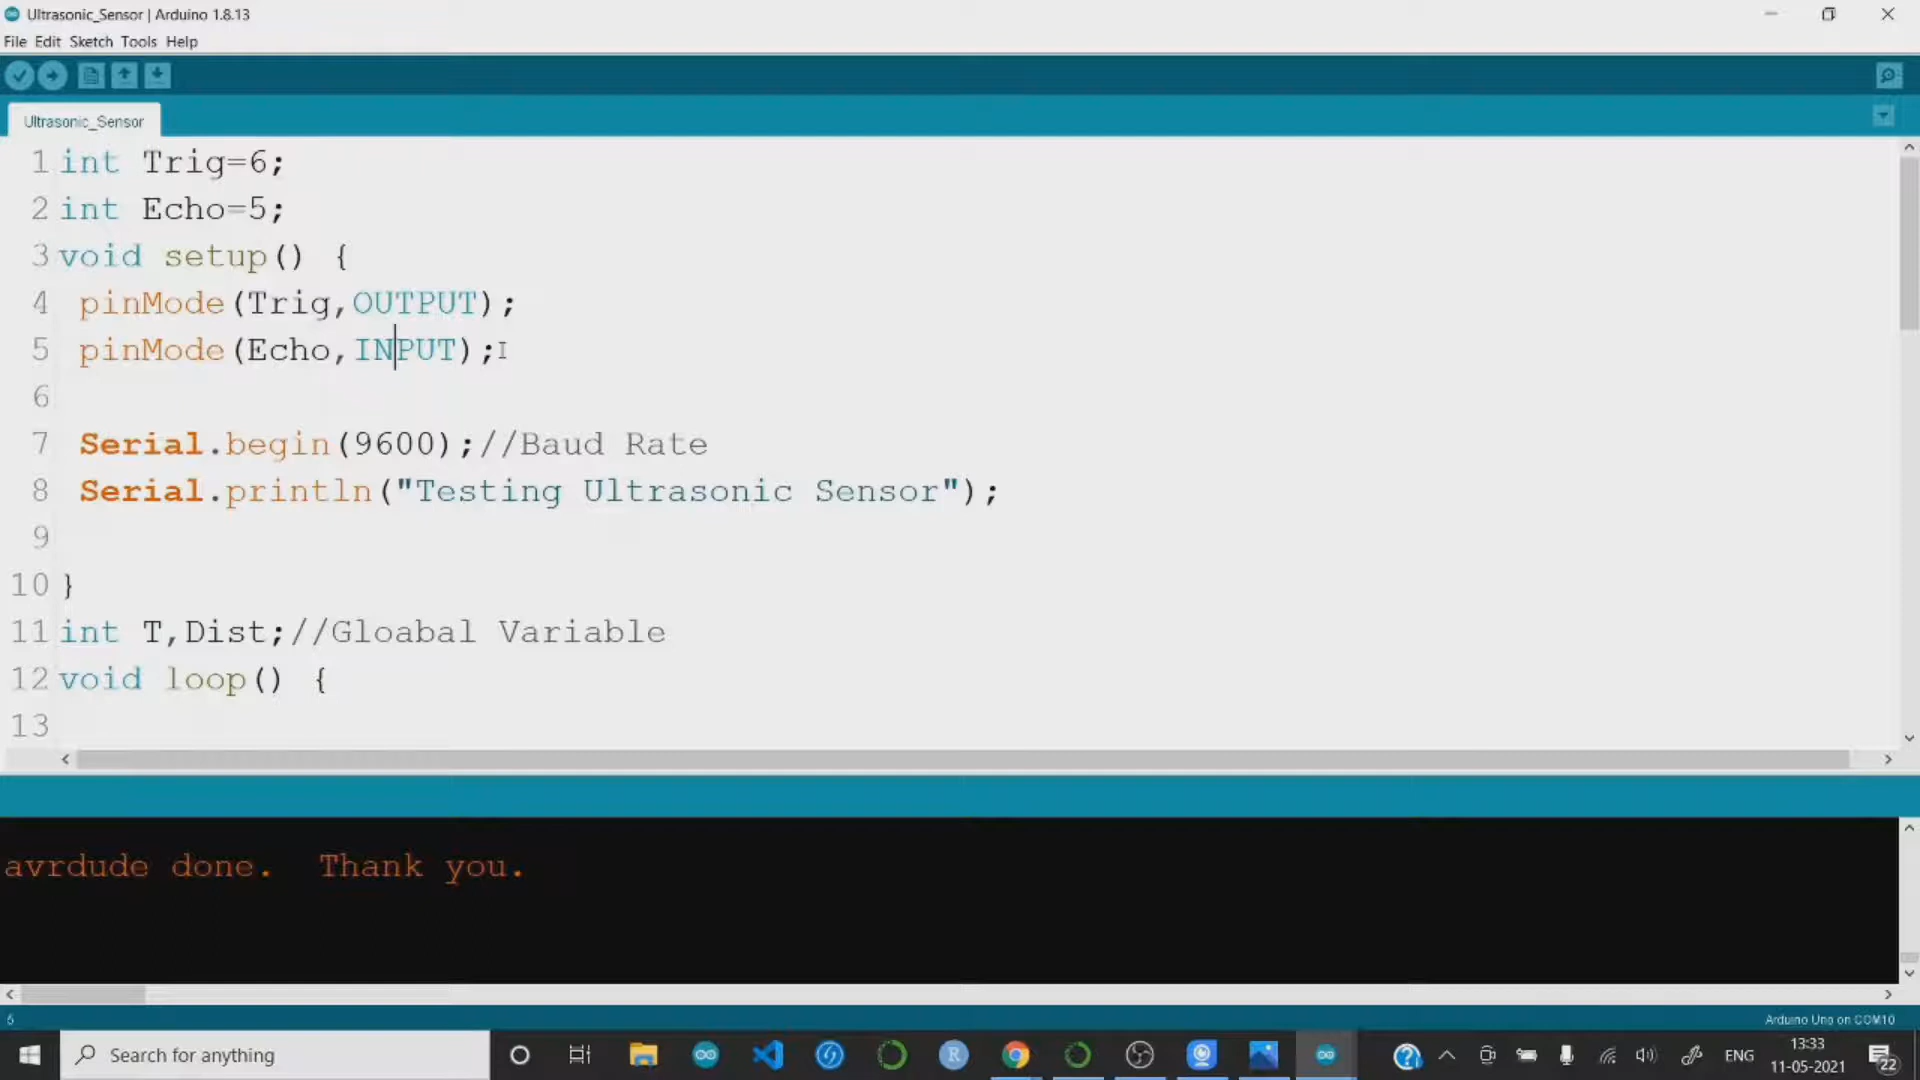 Ultrasonic_Sensor | Arduino 1.8.13
File Edit Sketch Tools Help
Ultrasonic_Sensor
1 int Trig=6;
2 int Echo=5;
3 void setup() {
4 pinMode(Trig,OUTPUT);
5 pinMode(Echo,INPUT);
6
7 Serial.begin(9600);//Baud Rate
8 Serial.println("Testing Ultrasonic Sensor");
9
10 }
11 int T,Dist;//Gloabal Variable
12 void loop() {
13
avrdude done. Thank you.
6
Arduino Uno on COM10
Search for anything
R
ENG
13:33
11-05-2021
22